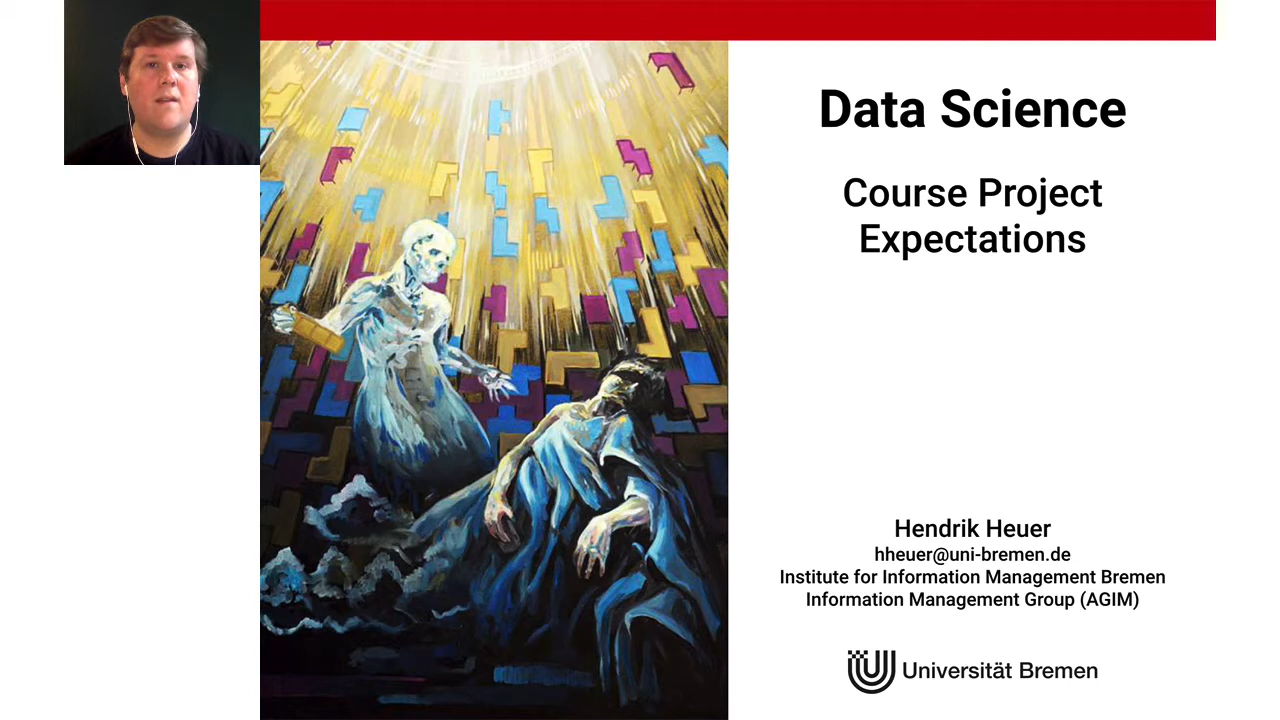 Data Science
Course Project
Expectations
Hendrik Heuer
hheuer@uni-bremen.de
Institute for Information Management Bremen
Information Management Group (AGIM)
Universität Bremen